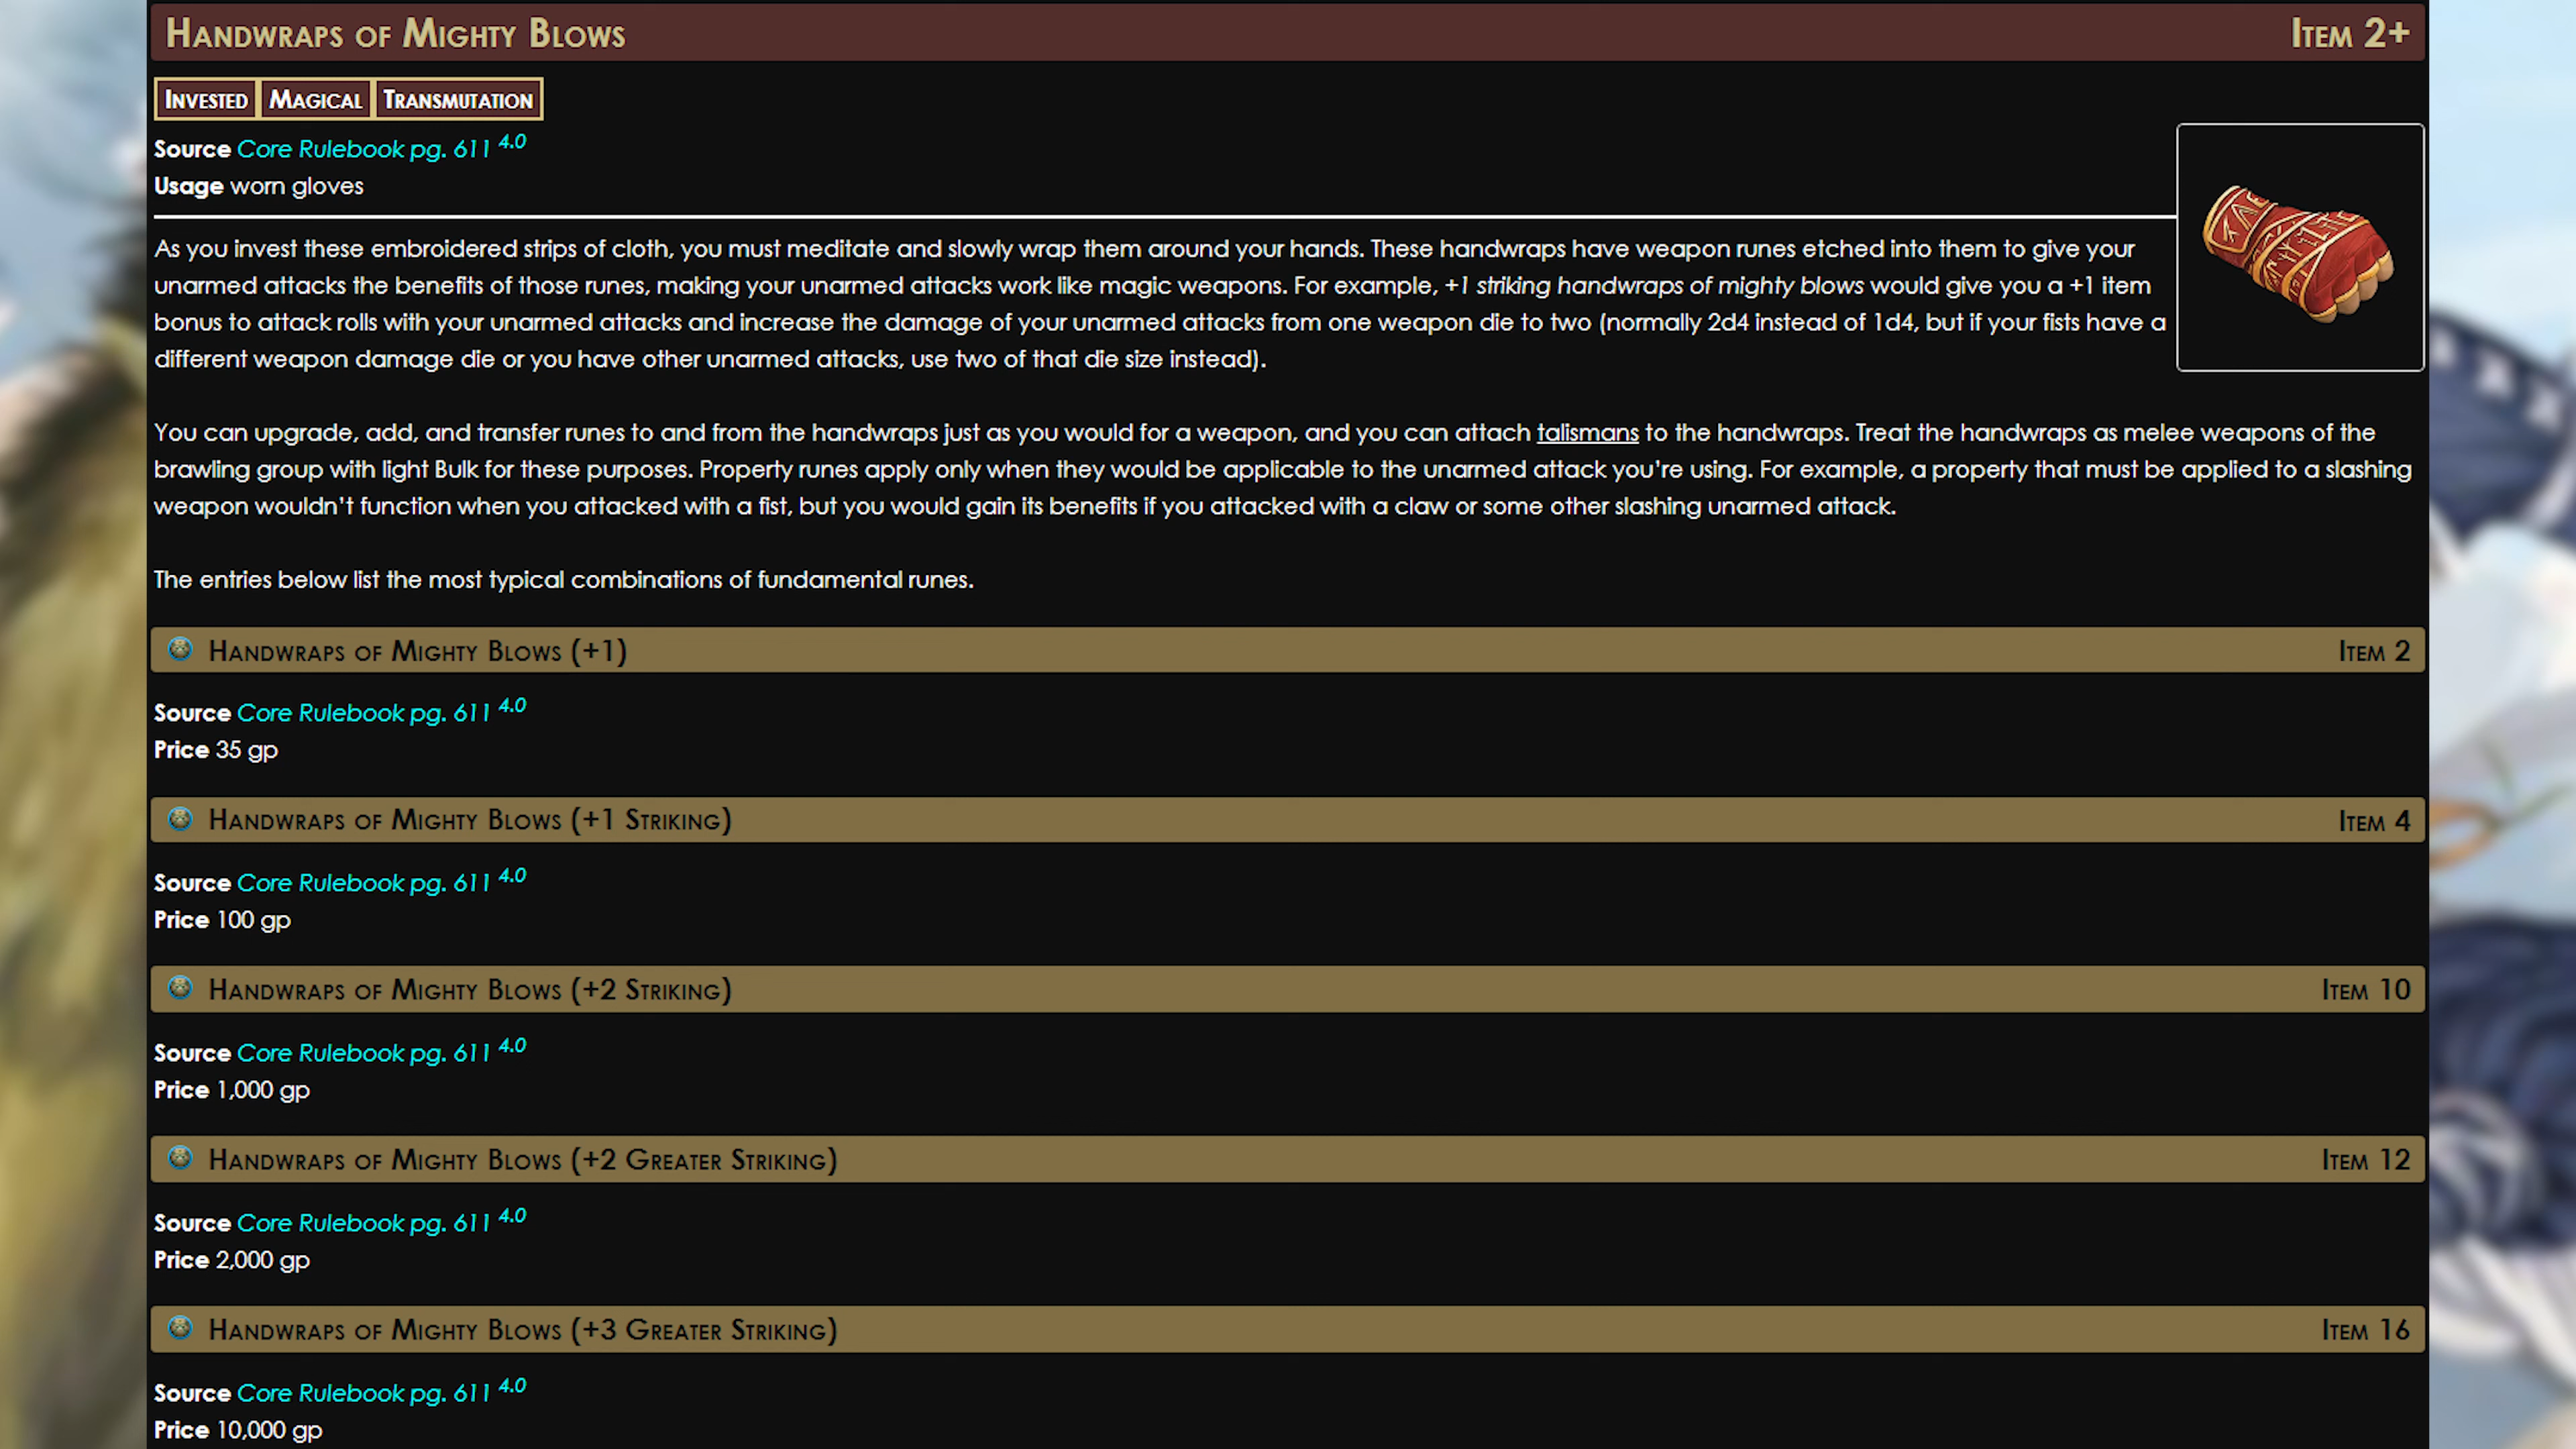 Handwraps of Mighty Blows Item 2+
Invested Magical Transmutation
Source Core Rulebook pg. 611 4.0
Usage worn gloves
As you invest these embroidered strips of cloth, you must meditate and slowly wrap them around your hands. These handwraps have weapon runes etched into them to give your
unarmed attacks the benefits of those runes, making your unarmed attacks work like magic weapons. For example, +1 striking handwraps of mighty blows would give you a +1 item
bonus to attack rolls with your unarmed attacks and increase the damage of your unarmed attacks from one weapon die to two (normally 2d4 instead of 1d4, but if your fists have a
different weapon damage die or you have other unarmed attacks, use two of that die size instead).
You can upgrade, add, and transfer runes to and from the handwraps just as you would for a weapon, and you can attach talismans to the handwraps. Treat the handwraps as melee weapons of the
brawling group with light Bulk for these purposes. Property runes apply only when they would be applicable to the unarmed attack you're using. For example, a property that must be applied to a slashing
weapon wouldn't function when you attacked with a fist, but you would gain its benefits if you attacked with a claw or some other slashing unarmed attack.
The entries below list the most typical combinations of fundamental runes.
Handwraps of Mighty Blows (+1) Item 2
Source Core Rulebook pg. 611 4.0
Price 35 gp
Handwraps of Mighty Blows (+1 Striking) Item 4
Source Core Rulebook pg. 611 4.0
Price 100 gp
Handwraps of Mighty Blows (+2 Striking) Item 10
Source Core Rulebook pg. 611 4.0
Price 1,000 gp
Handwraps of Mighty Blows (+2 Greater Striking) Item 12
Source Core Rulebook pg. 611 4.0
Price 2,000 gp
Handwraps of Mighty Blows (+3 Greater Striking) Item 16
Source Core Rulebook pg. 611 4.0
Price 10,000 gp